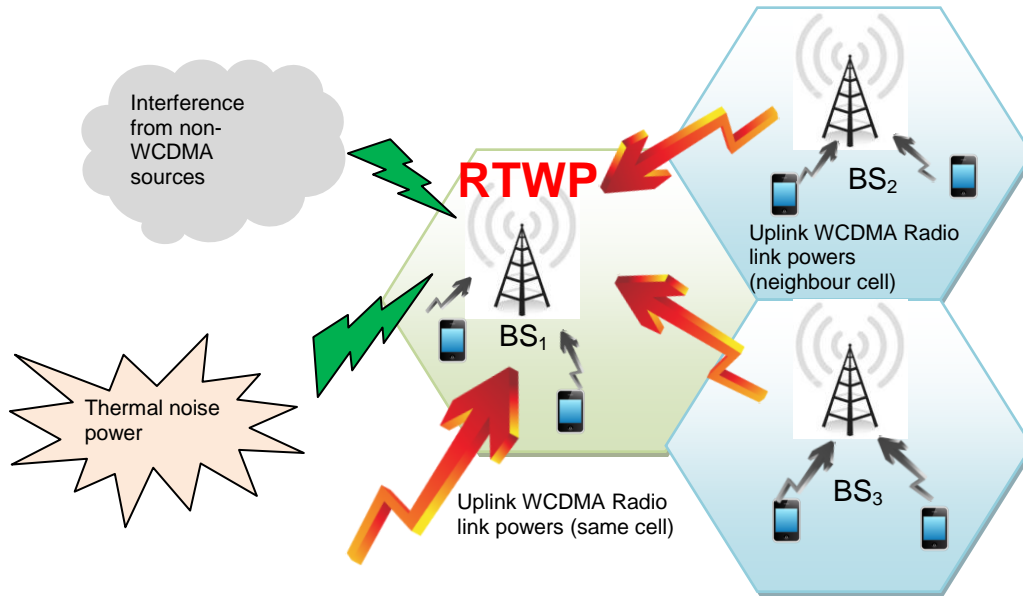 Interference
from non-
WCDMA
sources
RTWP
BS₁
Thermal noise
power
Uplink WCDMA Radio
link powers (same cell)
BS₂
Uplink WCDMA Radio
link powers
(neighbour cell)
BS₃